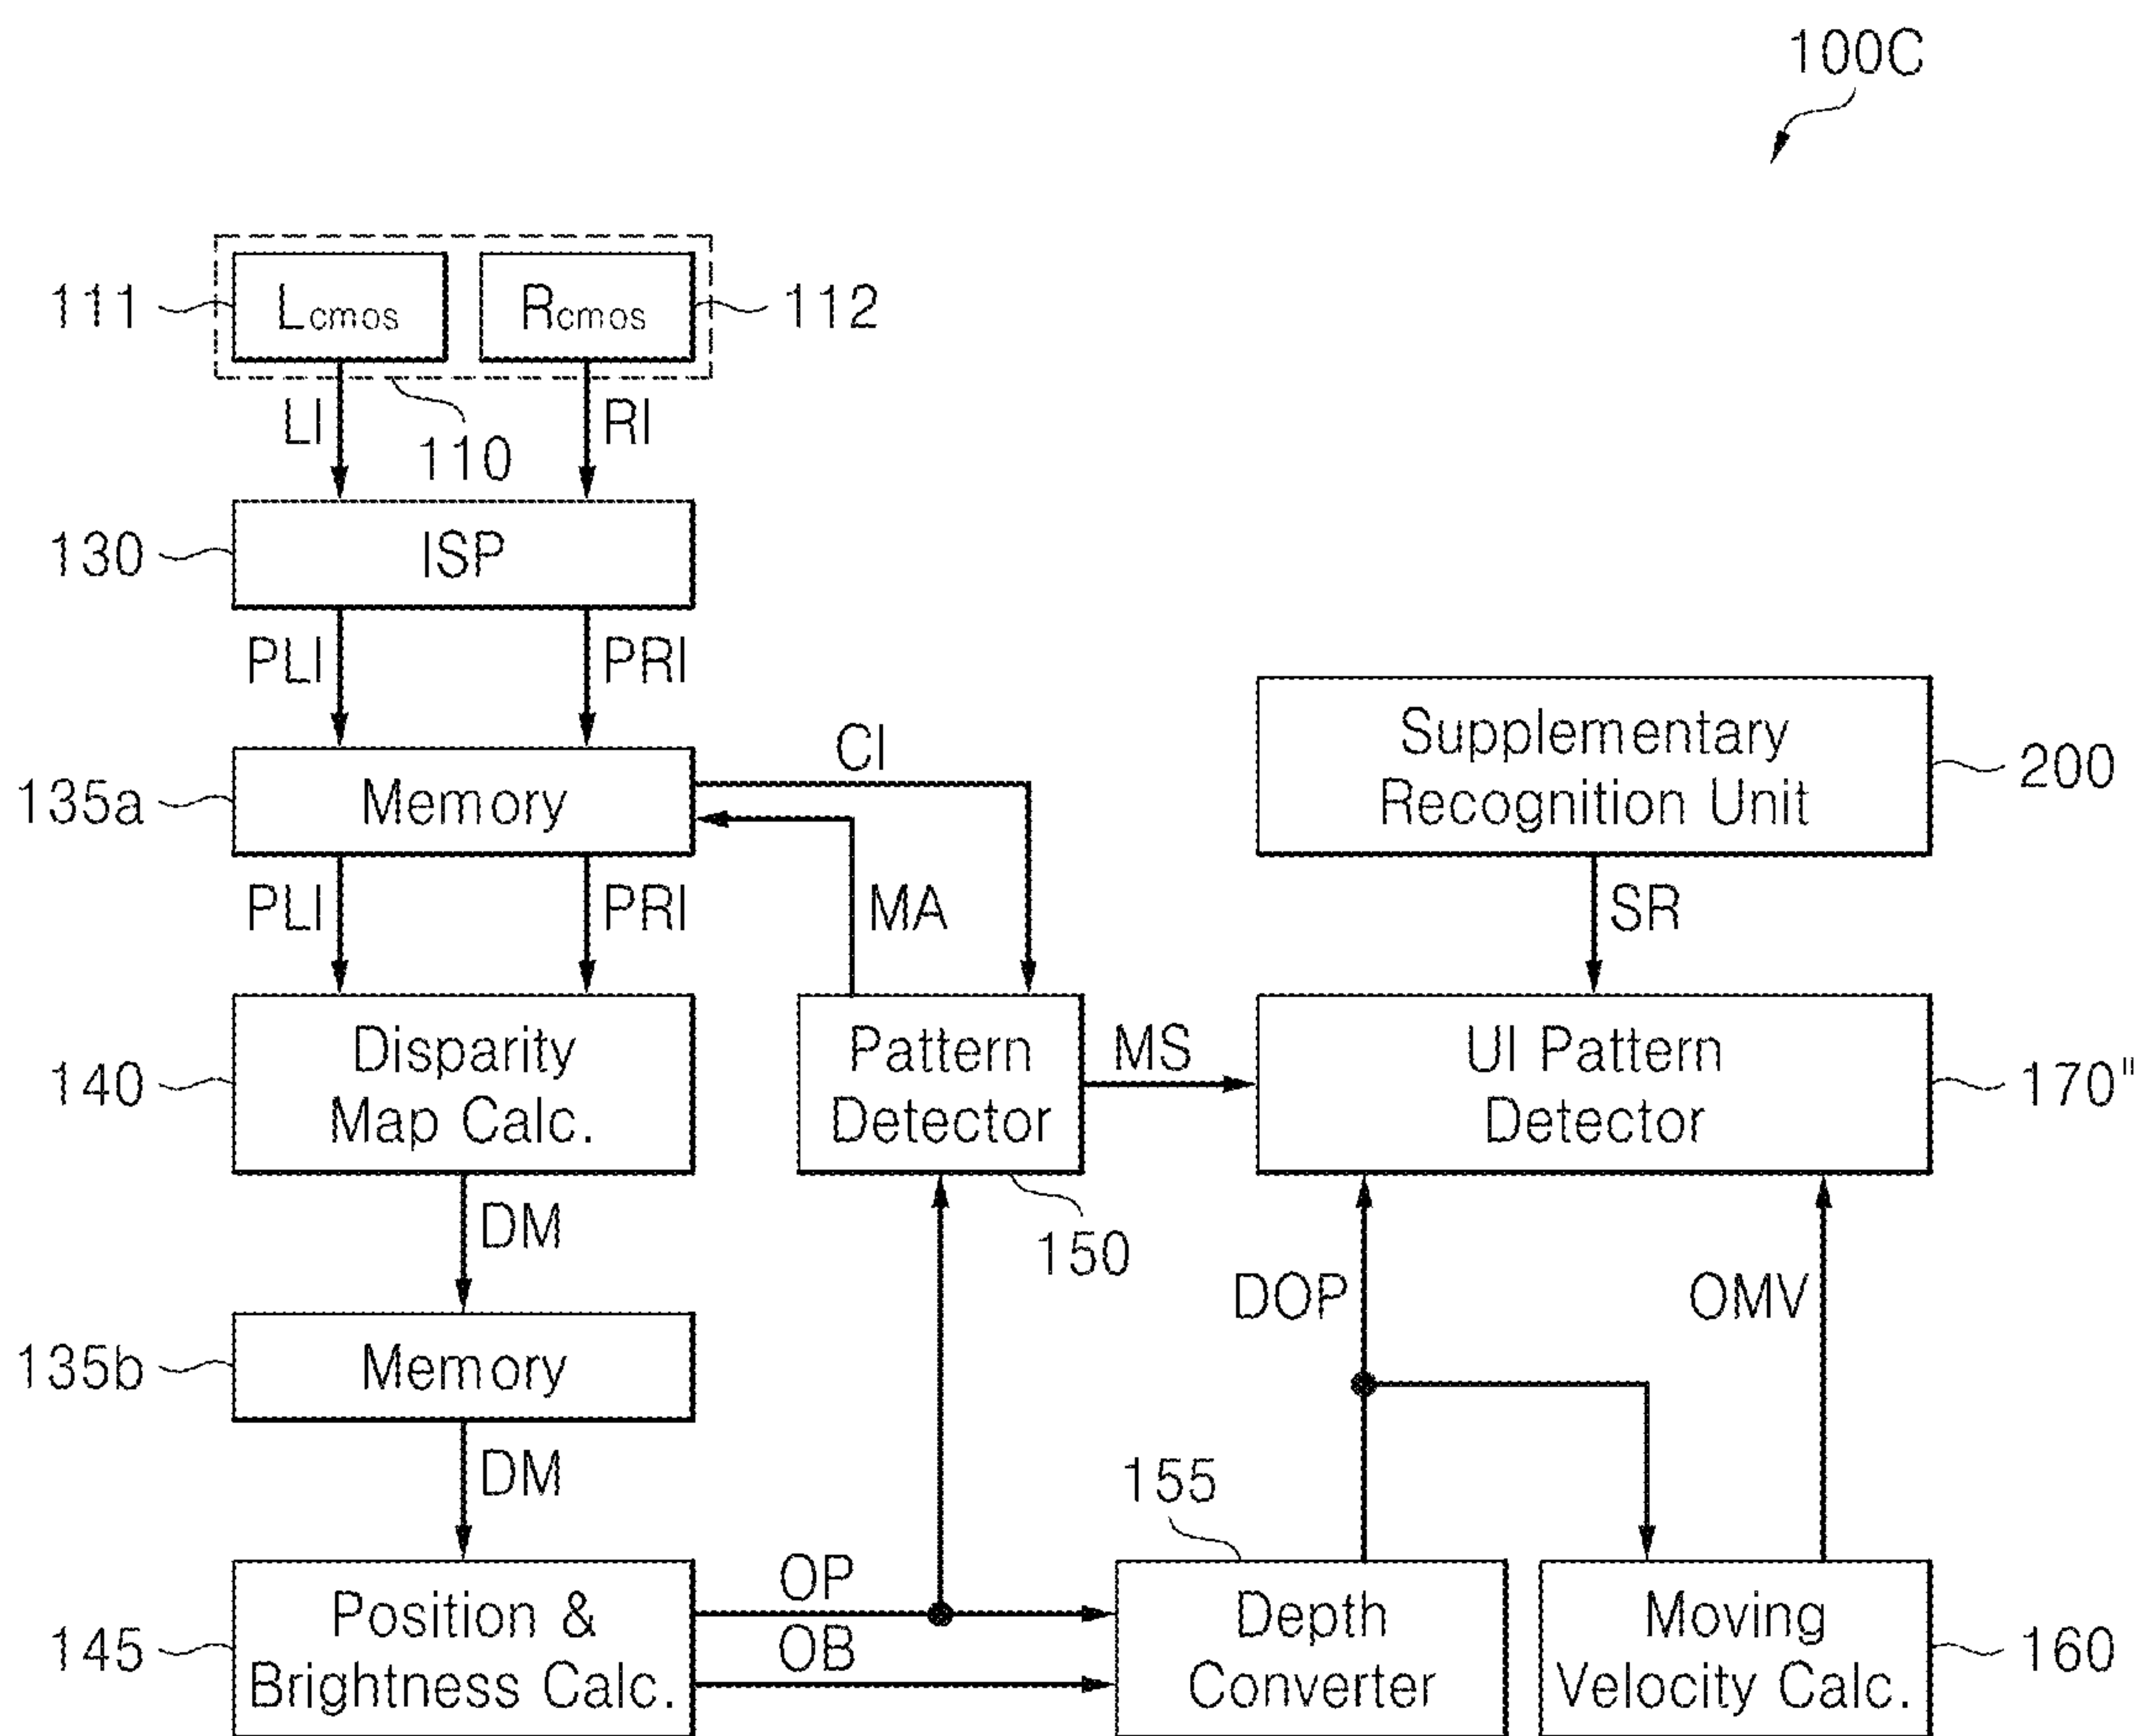 100C
111
Lcmos
Rcmos
112
LI
110
RI
130
ISP
PLI
PRI
135a
Memory
CI
Supplementary
Recognition Unit
200
PLI
PRI
MA
SR
140
Disparity
Map Calc.
Pattern
Detector
MS
UI Pattern
Detector
170"
150
DM
DOP
OMV
135b
Memory
DM
155
145
Position &
Brightness Calc.
OP
OB
Depth
Converter
Moving
Velocity Calc.
160